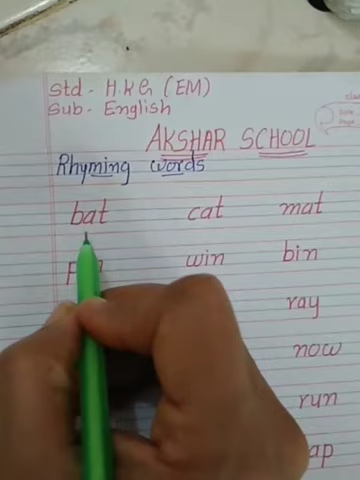 Std - H.K.G (EM)
Sub - English
AKSHAR SCHOOL
Rhyming words
bat cat mat
win bin
ray
now
run